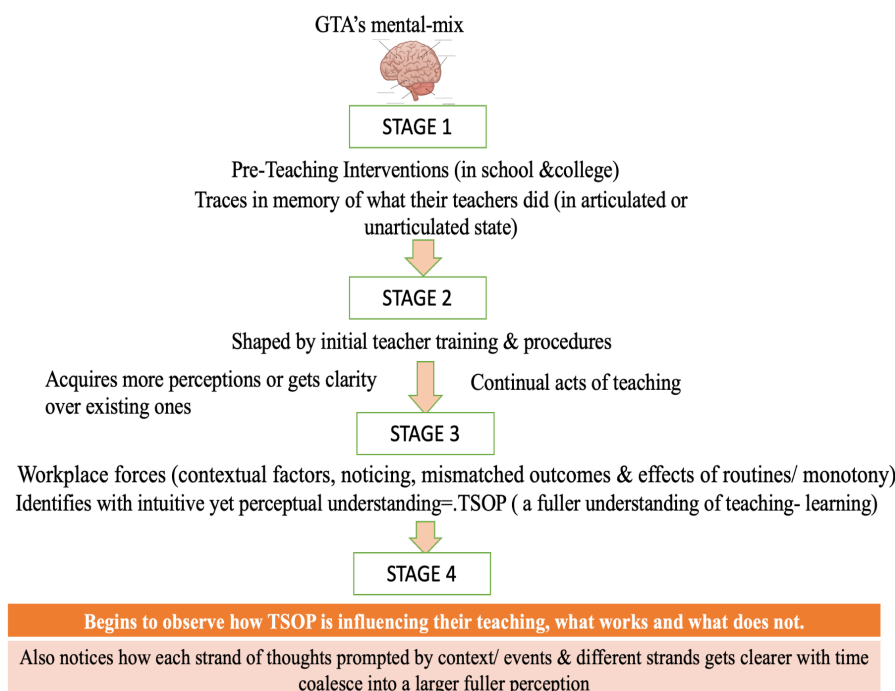 GTA's mental-mix
STAGE 1
Pre-Teaching Interventions (in school &college)
Traces in memory of what their teachers did (in articulated or
unarticulated state)
STAGE 2
Shaped by initial teacher training & procedures
Acquires more perceptions or gets clarity
over existing ones
Continual acts of teaching
STAGE 3
Workplace forces (contextual factors, noticing, mismatched outcomes & effects of routines/ monotony)
Identifies with intuitive yet perceptual understanding=.TSOP ( a fuller understanding of teaching- learning)
STAGE 4
Begins to observe how TSOP is influencing their teaching, what works and what does not.
Also notices how each strand of thoughts prompted by context/ events & different strands gets clearer with time
coalesce into a larger fuller perception